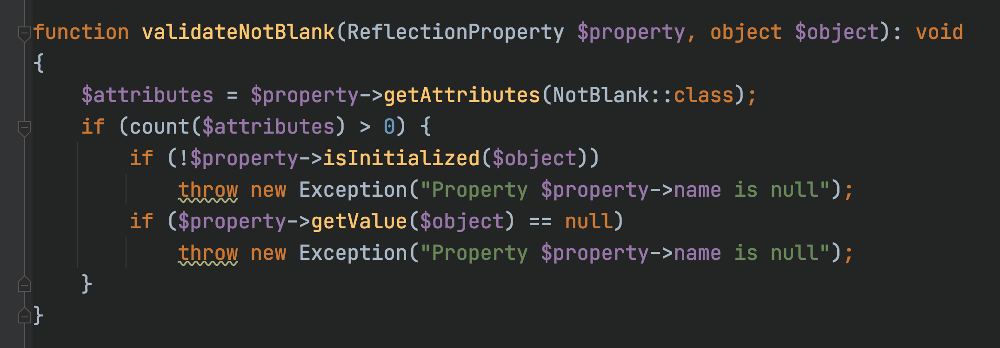 function validateNotBlank(ReflectionProperty $property, object $object): void
{
    $attributes = $property->getAttributes(NotBlank::class);
    if (count($attributes) > 0) {
        if (!$property->isInitialized($object))
            throw new Exception("Property $property->name is null");
        if ($property->getValue($object) == null)
            throw new Exception("Property $property->name is null");
    }
}